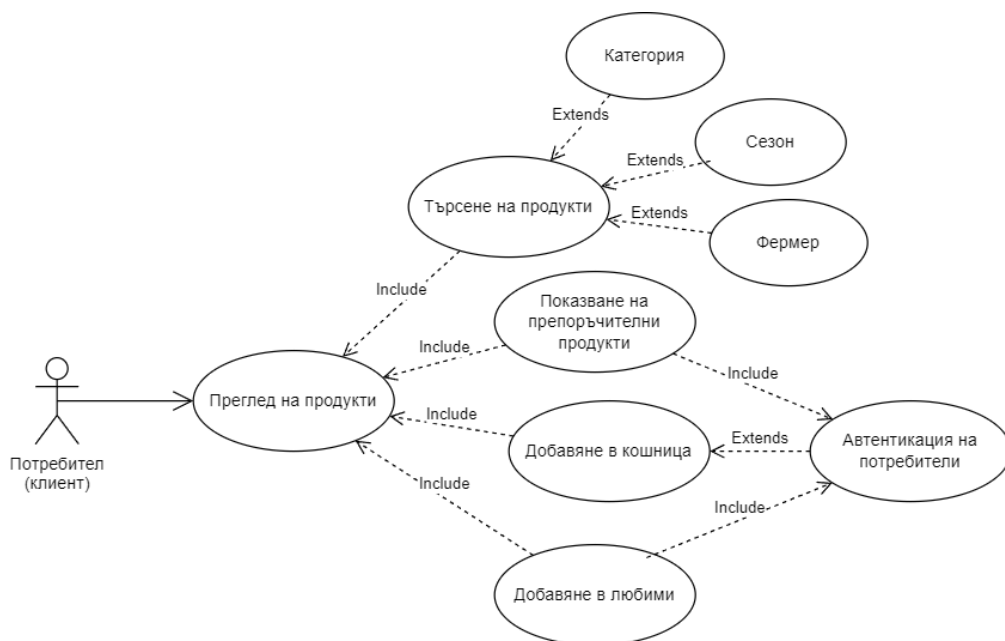 Категория
Extends
Сезон
Extends
Търсене на продукти
Extends
Фермер
Include
Показване на
препоръчителни
продукти
Include
Include
Преглед на продукти
Include
Добавяне в кошница
Extends
Автентикация на
потребители
Потребител
(клиент)
Include
Include
Добавяне в любими